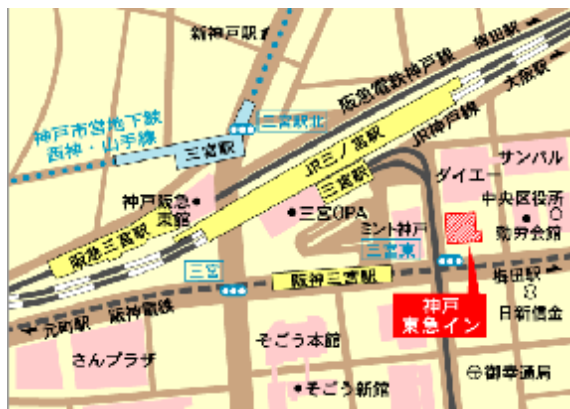 新神戸駅
梅田駅
阪急電鉄神戸線
大阪駅
神戸市営地下鉄
西神・山手線
三宮駅北
三宮駅
JR三ノ宮駅
JR神戸線
サンパル
ダイエー
三宮駅
神戸阪急
東館
三宮OPA
ミント神戸
中央区役所
勤労会館
阪急三宮駅
三宮
三宮東
阪神三宮駅
梅田駅
元町駅
阪神電鉄
神戸
東急イン
日新信金
さんプラザ
そごう本館
そごう新館
御幸通局